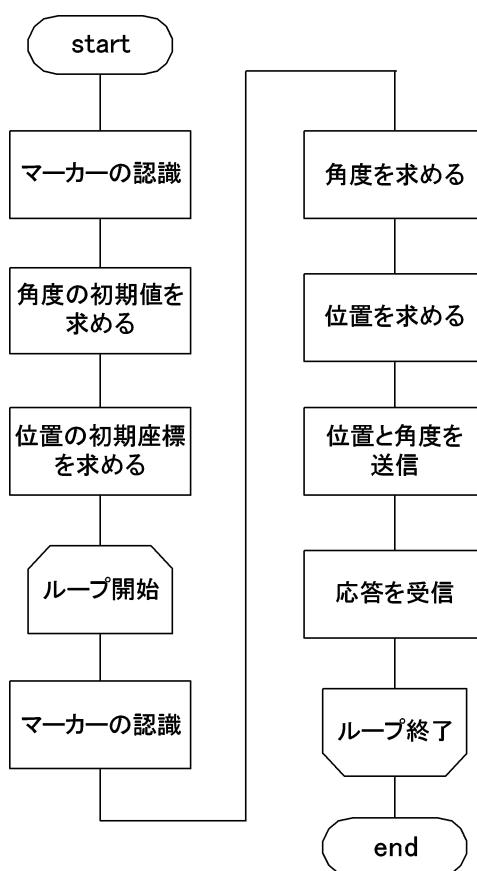 start
マーカーの認識
角度の初期値を
求める
位置の初期座標
を求める
ループ開始
マーカーの認識
角度を求める
位置を求める
位置と角度を
送信
応答を受信
ループ終了
end